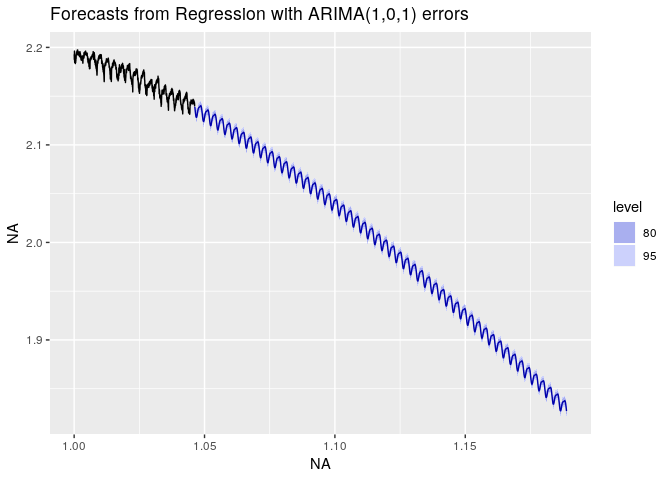 Forecasts from Regression with ARIMA(1,0,1) errors
2.2
2.1
2.0
1.9
NA
1.00
1.05
1.10
1.15
NA
level
80
95